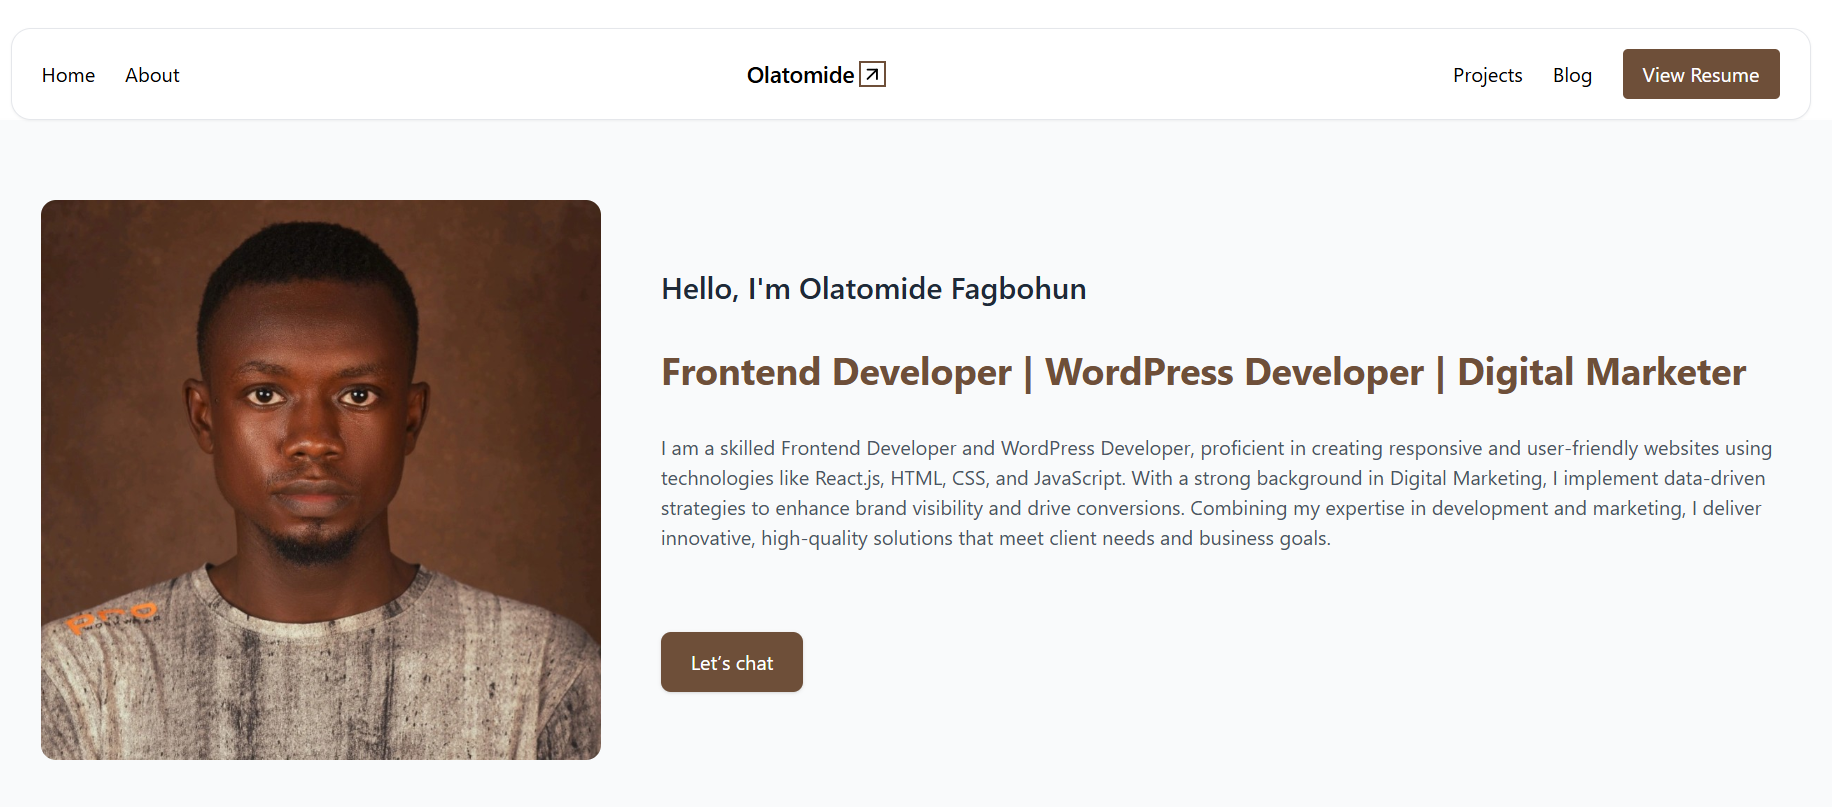 Home About Olatomide Projects Blog View Resume
Hello, I'm Olatomide Fagbohun
Frontend Developer | WordPress Developer | Digital Marketer
I am a skilled Frontend Developer and WordPress Developer, proficient in creating responsive and user-friendly websites using
technologies like React.js, HTML, CSS, and JavaScript. With a strong background in Digital Marketing, I implement data-driven
strategies to enhance brand visibility and drive conversions. Combining my expertise in development and marketing, I deliver
innovative, high-quality solutions that meet client needs and business goals.
Let’s chat
pro